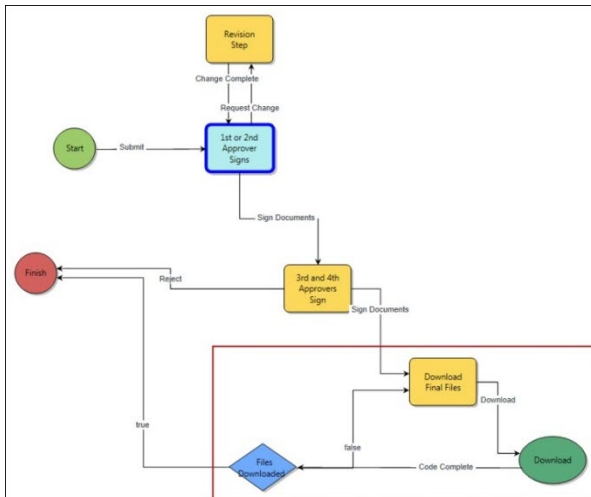 Revision
Step
Change Complete
Request Change
Start
Submit
1st or 2nd
Approver
Signs
Sign Documents
Finish
Reject
3rd and 4th
Approvers
Sign
Sign Documents
Download
Final Files
Download
true
false
Files
Downloaded
Code Complete
Download